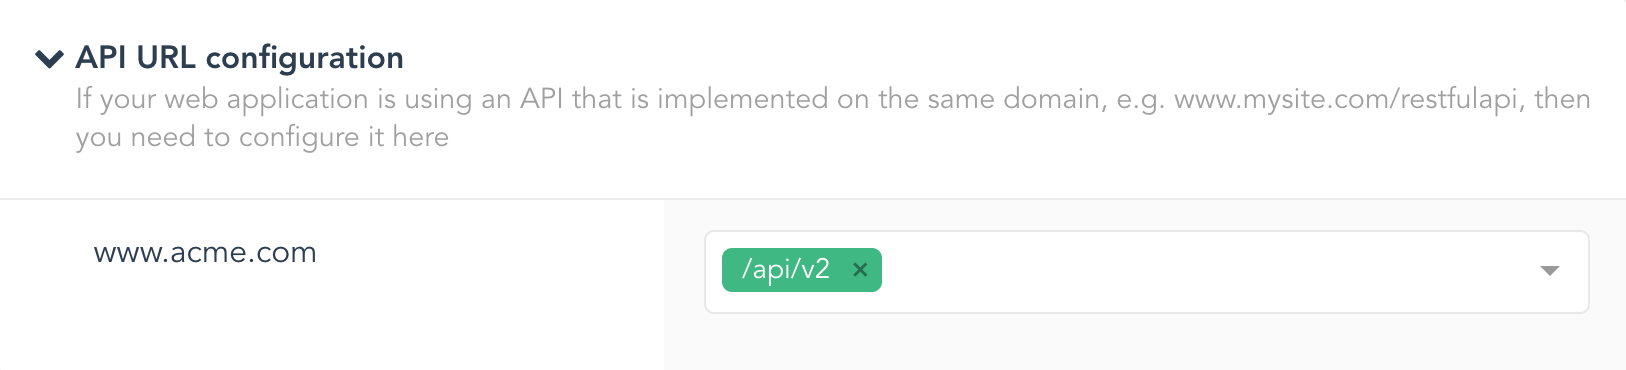 API URL configuration
If your web application is using an API that is implemented on the same domain, e.g. www.mysite.com/restfulapi, then
you need to configure it here
www.acme.com
/api/v2 ×